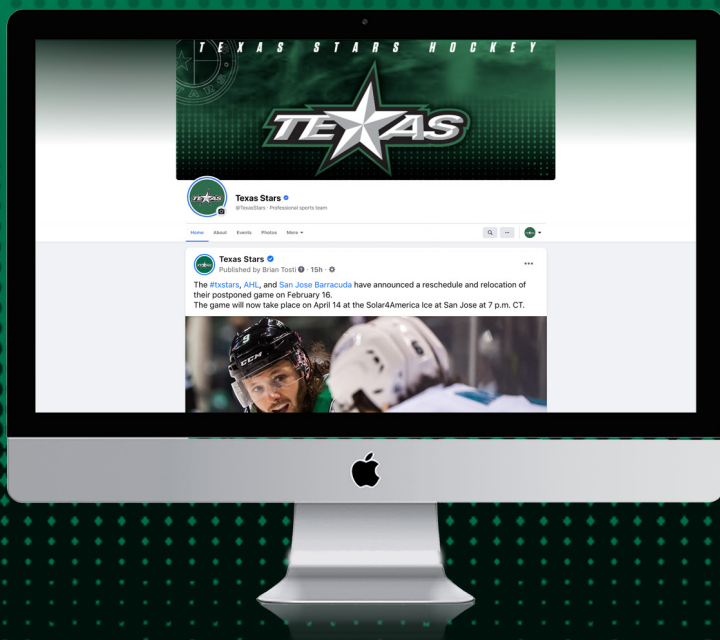 TEXAS STARS HOCKEY
TEXAS
Texas Stars
@TexasStars · Professional sports team
Home About Events Photos More
Texas Stars
Published by Brian Tosti · 15h ·
The #txstars, AHL, and San Jose Barracuda have announced a reschedule and relocation of
their postponed game on February 16.
The game will now take place on April 14 at the Solar4America Ice at San Jose at 7 p.m. CT.
9
CCM